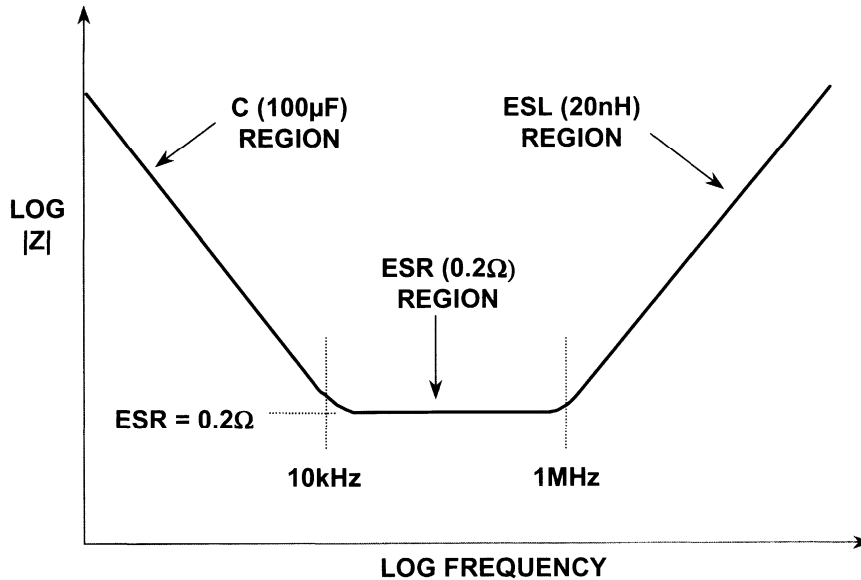 C (100µF)
REGION
ESL (20nH)
REGION
LOG
|Z|
ESR (0.2Ω)
REGION
ESR = 0.2Ω
10kHz
1MHz
LOG FREQUENCY